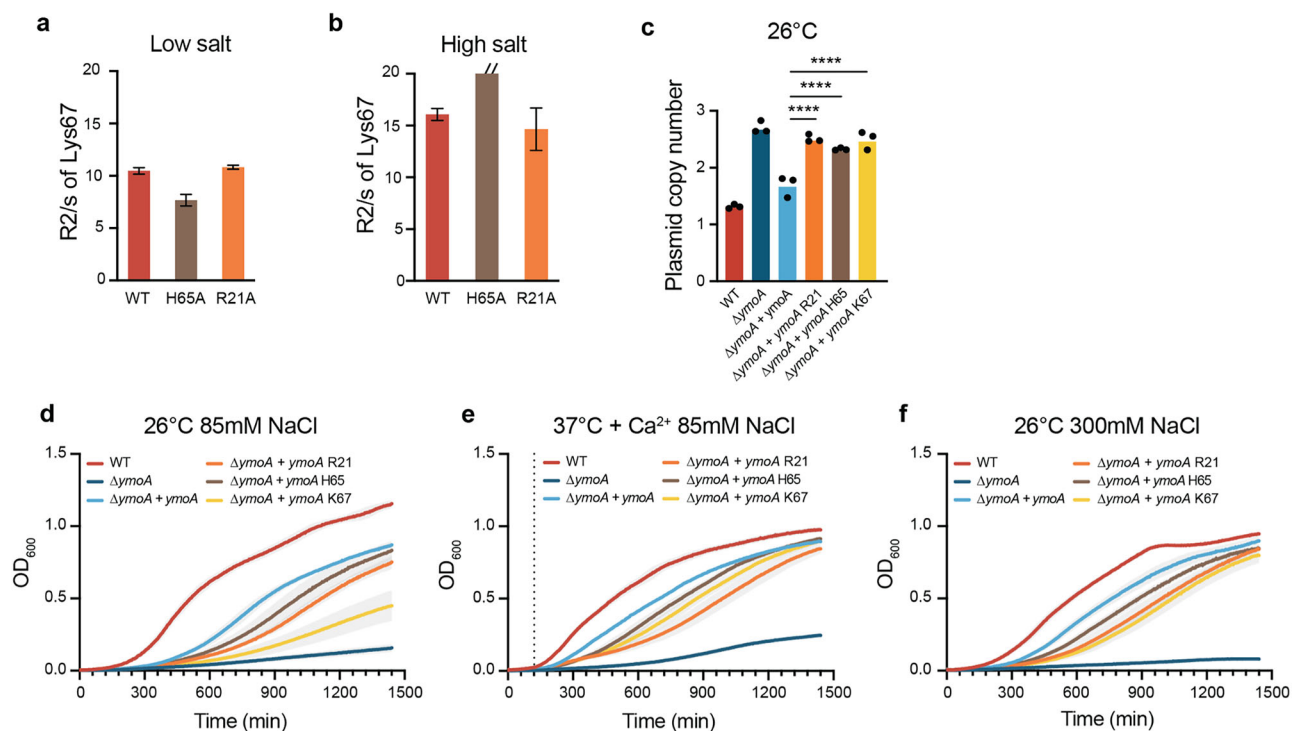 a
Low salt
R2/s of Lys67
20
15
10
5
0
WT H65A R21A
b
High salt
R2/s of Lys67
20
15
10
5
0
WT H65A R21A
c
26°C
****
****
****
Plasmid copy number
3
2
1
0
WT
ΔymoA
ΔymoA + ymoA
ΔymoA + ymoA R21
ΔymoA + ymoA H65
ΔymoA + ymoA K67
d
26°C 85mM NaCl
OD600
1.5
1.0
0.5
0.0
WT
ΔymoA
ΔymoA + ymoA
ΔymoA + ymoA R21
ΔymoA + ymoA H65
ΔymoA + ymoA K67
0 300 600 900 1200 1500
Time (min)
e
37°C + Ca²⁺ 85mM NaCl
OD600
1.5
1.0
0.5
0.0
WT
ΔymoA
ΔymoA + ymoA
ΔymoA + ymoA R21
ΔymoA + ymoA H65
ΔymoA + ymoA K67
0 300 600 900 1200 1500
Time (min)
f
26°C 300mM NaCl
OD600
1.5
1.0
0.5
0.0
WT
ΔymoA
ΔymoA + ymoA
ΔymoA + ymoA R21
ΔymoA + ymoA H65
ΔymoA + ymoA K67
0 300 600 900 1200 1500
Time (min)